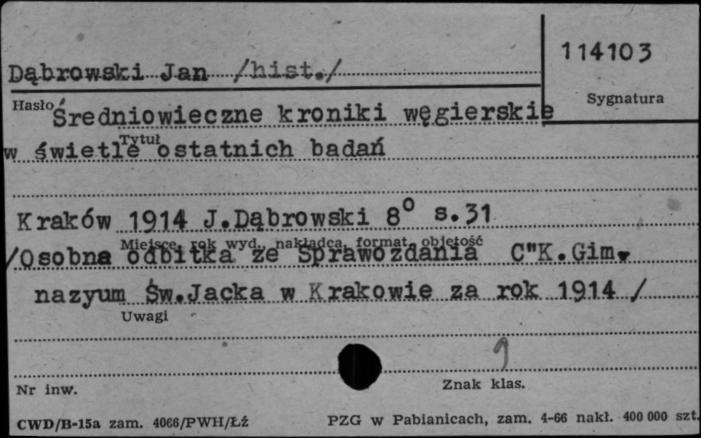 114103
Dąbrowski Jan /hist./
Sygnatura
Hasło
Średniowieczne kroniki węgierskie
Tytuł
w świetle ostatnich badań
Kraków 1914 J.Dąbrowski 8° s.31
Miejsce, rok wyd., nakładca, format, objętość
/Osobna odbitka ze Sprawozdania C"K.Gim.
nazyum Św.Jacka w Krakowie za rok 1914 /
Uwagi
9
Nr inw.
Znak klas.
CWD/B-15a zam. 4066/PWH/Łź
PZG w Pabianicach, zam. 4-66 nakł. 400 000 szt.